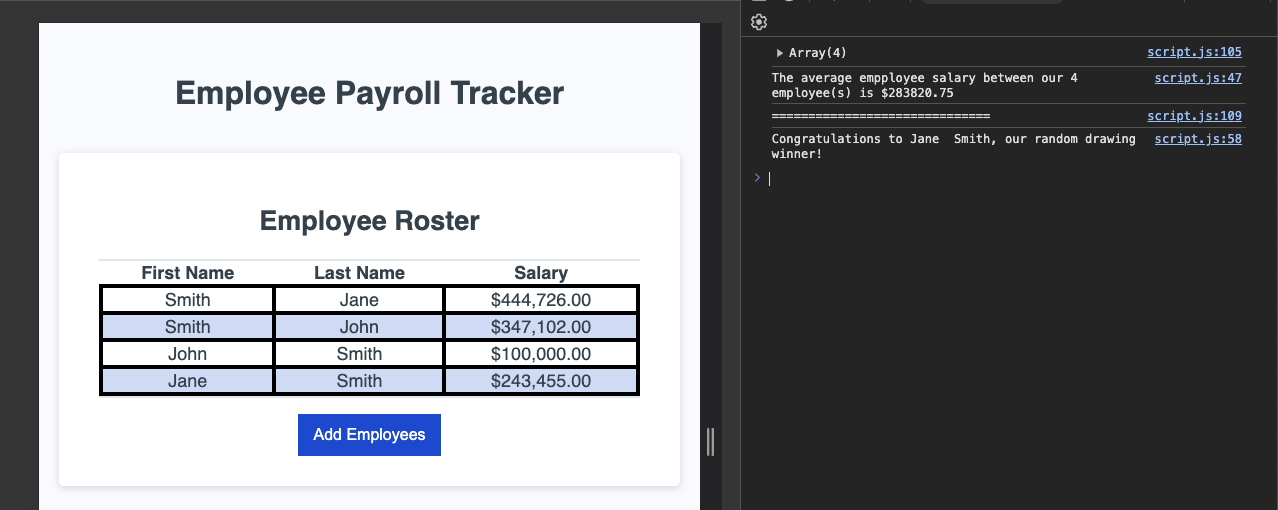 Employee Payroll Tracker
Employee Roster
First Name Last Name Salary
Smith Jane $444,726.00
Smith John $347,102.00
John Smith $100,000.00
Jane Smith $243,455.00
Add Employees
Array(4) script.js:105
The average empployee salary between our 4 script.js:47
employee(s) is $283820.75
============================== script.js:109
Congratulations to Jane  Smith, our random drawing script.js:58
winner!